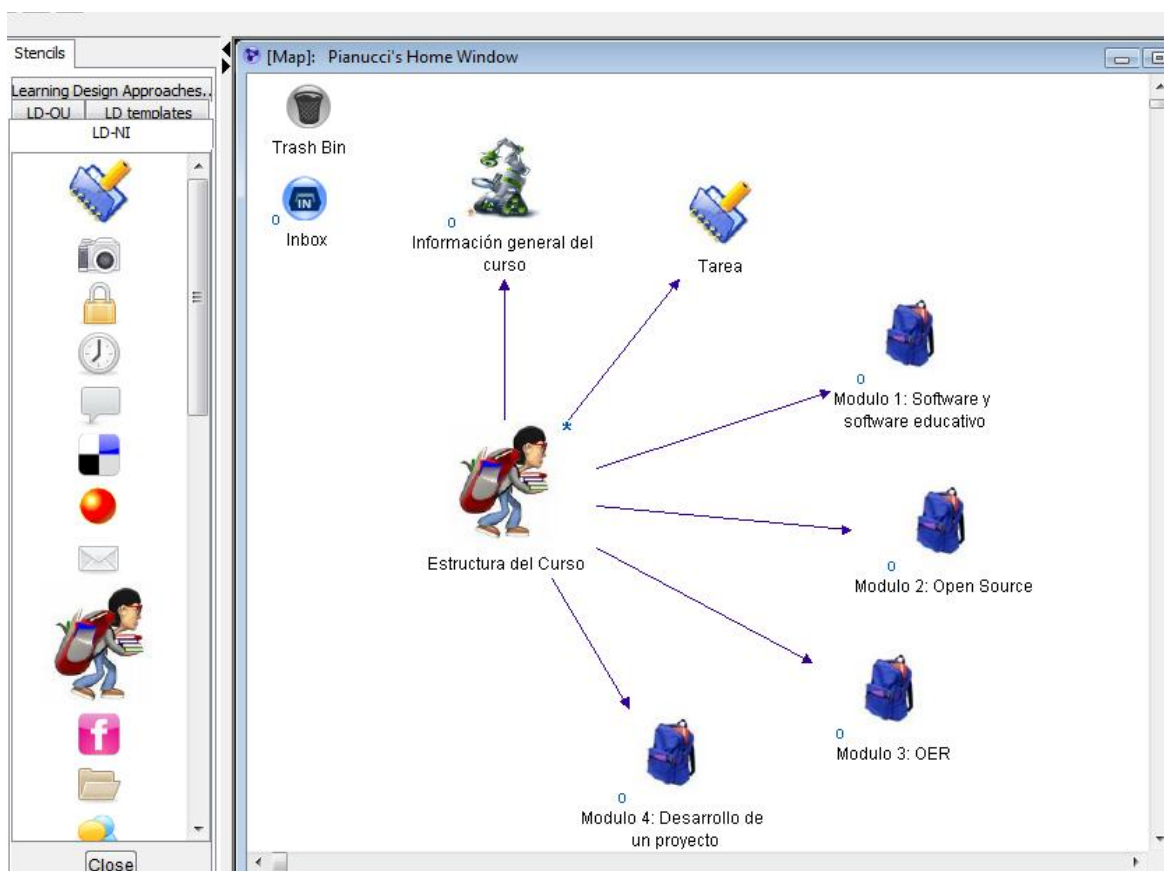 Stencils
Learning Design Approaches..
LD-OU
LD templates
LD-NI
Close
[Map]: Pianucci's Home Window
Trash Bin
IN
0
Inbox
0
Información general del
curso
Tarea
0
Modulo 1: Software y
software educativo
*
Estructura del Curso
0
Modulo 2: Open Source
0
Modulo 3: OER
0
Modulo 4: Desarrollo de
un proyecto
f